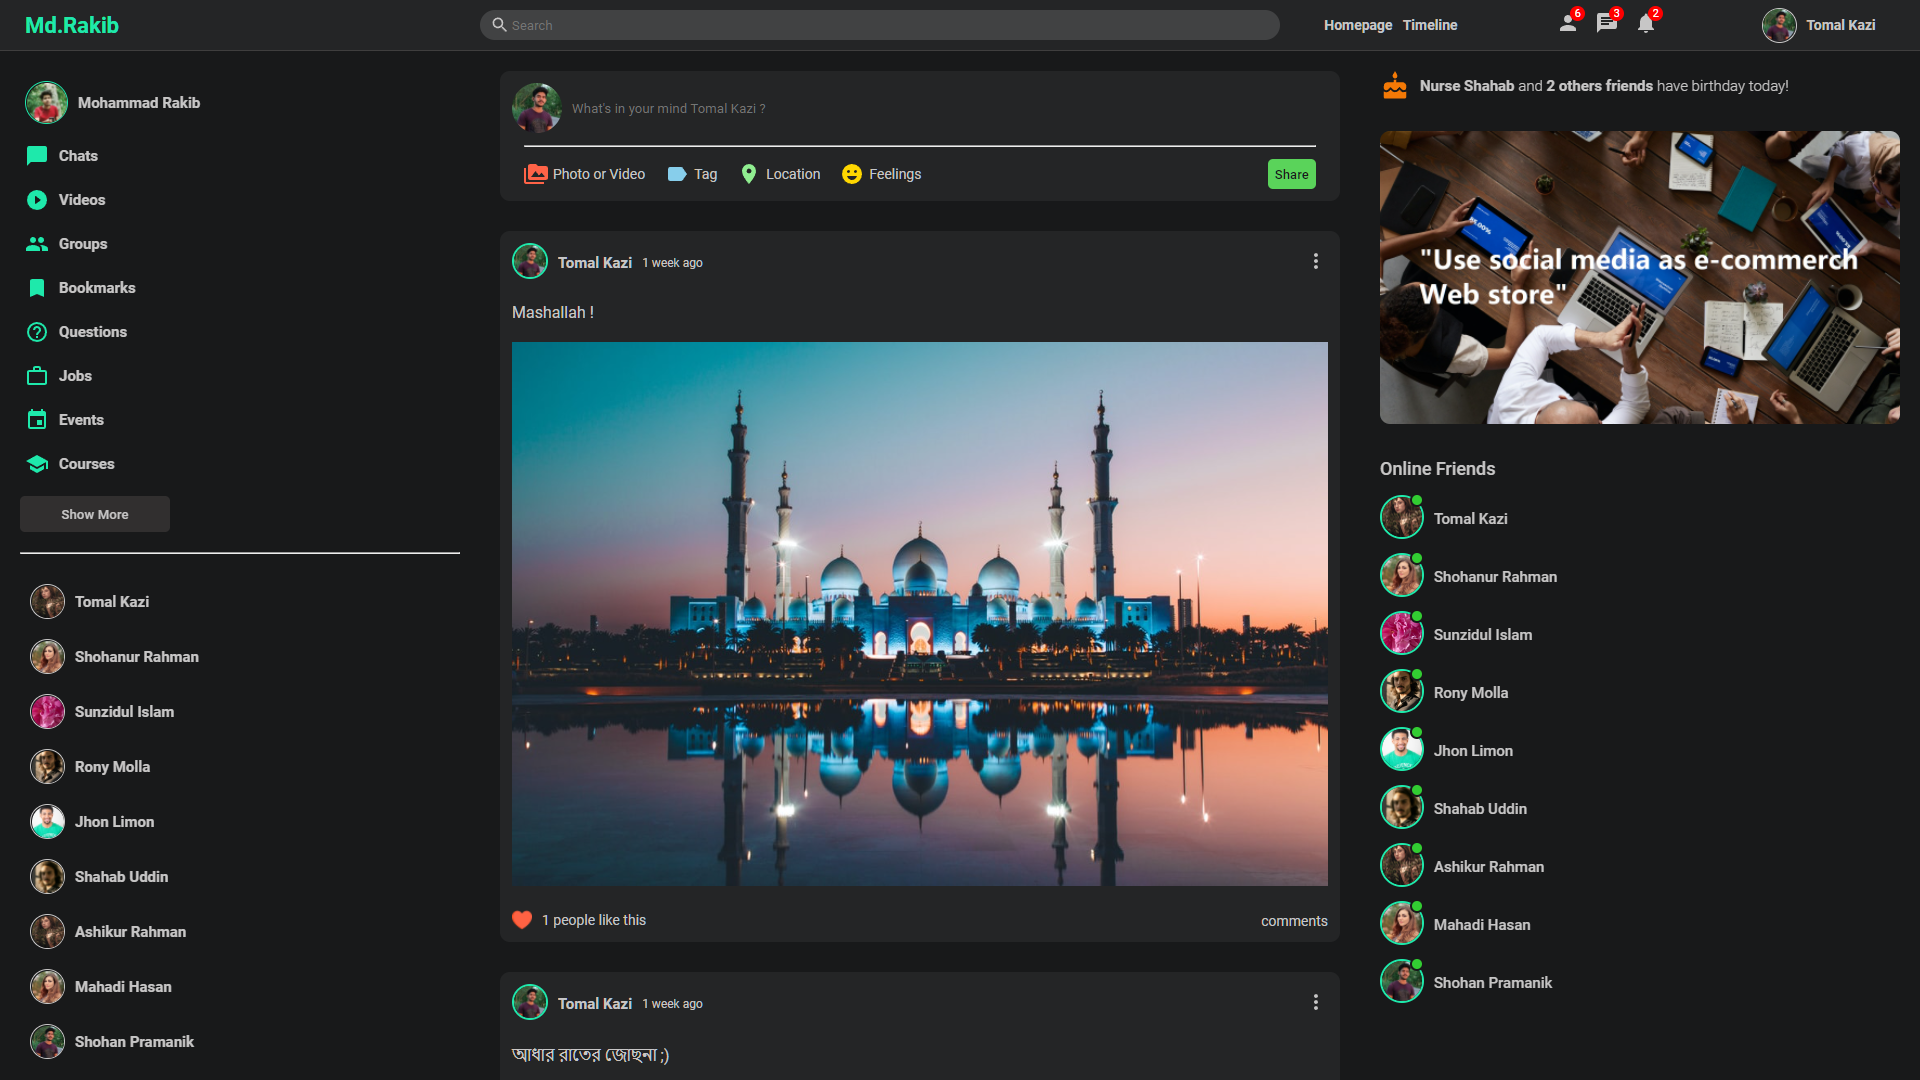 Md.Rakib
Search
Homepage Timeline
6
3
2
Tomal Kazi
Mohammad Rakib
Chats
Videos
Groups
Bookmarks
Questions
Jobs
Events
Courses
Show More
Tomal Kazi
Shohanur Rahman
Sunzidul Islam
Rony Molla
Jhon Limon
Shahab Uddin
Ashikur Rahman
Mahadi Hasan
Shohan Pramanik
What's in your mind Tomal Kazi ?
Photo or Video
Tag
Location
Feelings
Share
Tomal Kazi 1 week ago
Mashallah !
1 people like this
comments
Tomal Kazi 1 week ago
আধার রাতের জোছনা ;)
Nurse Shahab and 2 others friends have birthday today!
"Use social media as e-commerch
Web store"
Online Friends
Tomal Kazi
Shohanur Rahman
Sunzidul Islam
Rony Molla
Jhon Limon
Shahab Uddin
Ashikur Rahman
Mahadi Hasan
Shohan Pramanik